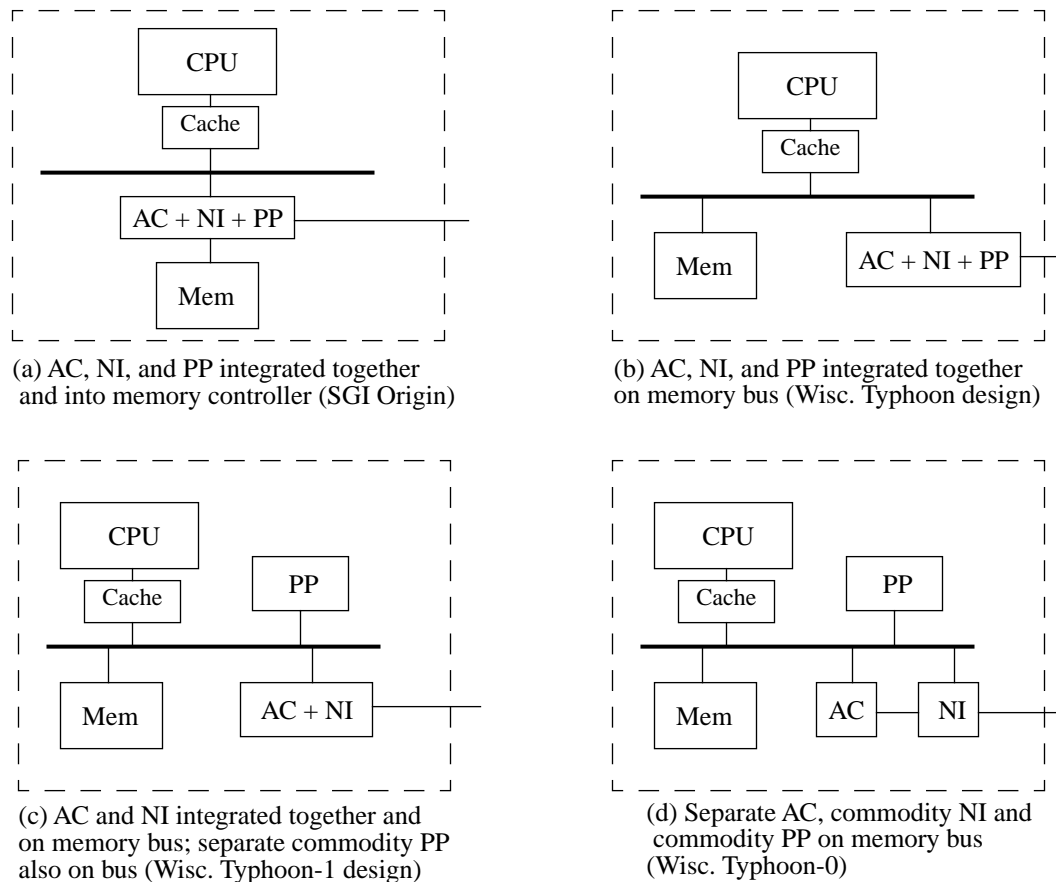 CPU
Cache
AC + NI + PP
Mem
(a) AC, NI, and PP integrated together
and into memory controller (SGI Origin)
CPU
Cache
Mem
AC + NI + PP
(b) AC, NI, and PP integrated together
on memory bus (Wisc. Typhoon design)
CPU
Cache
PP
Mem
AC + NI
(c) AC and NI integrated together and
on memory bus; separate commodity PP
also on bus (Wisc. Typhoon-1 design)
CPU
Cache
PP
Mem
AC
NI
(d) Separate AC, commodity NI and
commodity PP on memory bus
(Wisc. Typhoon-0)